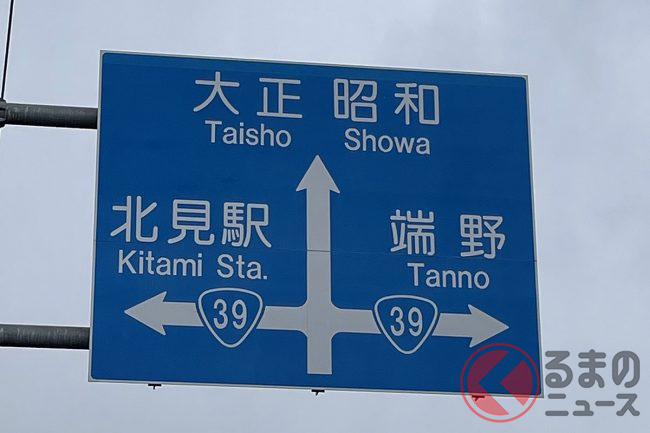 大正 昭和
Taisho Showa
北見駅
Kitami Sta.
端野
Tanno
39
39
くるまの
ニュース